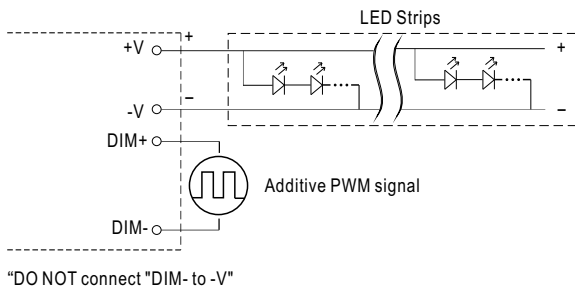 LED Strips
+V
+
+
-V
−
−
DIM+
Additive PWM signal
DIM-
“DO NOT connect "DIM- to -V"